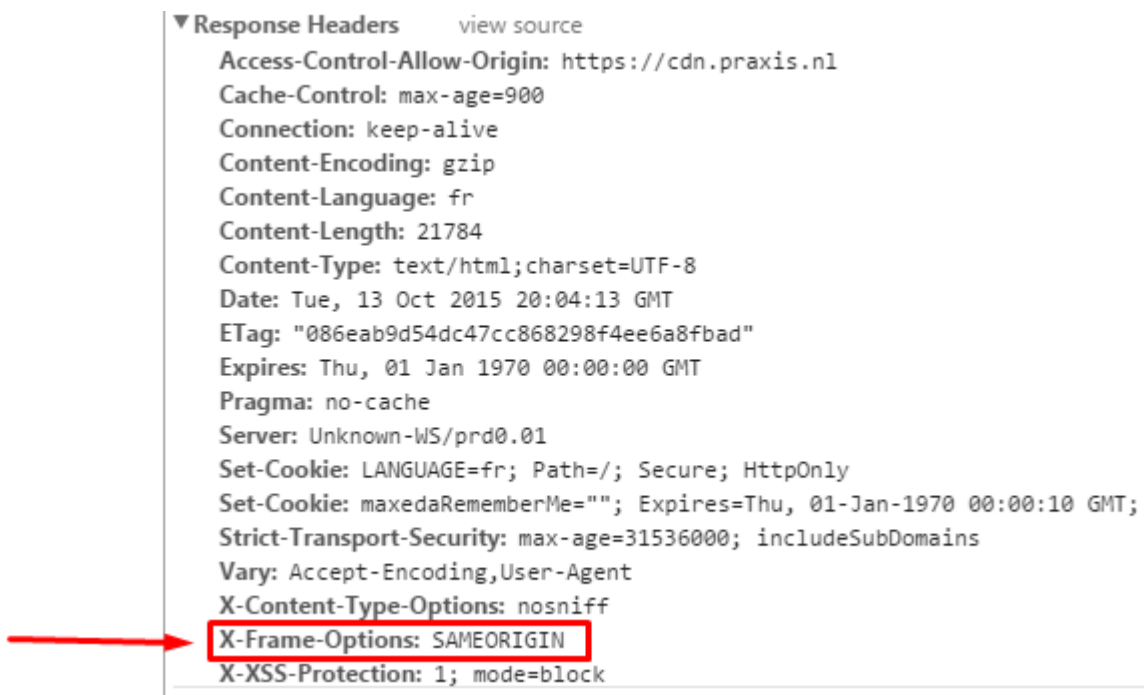 ▼Response Headers view source
Access-Control-Allow-Origin: https://cdn.praxis.nl
Cache-Control: max-age=900
Connection: keep-alive
Content-Encoding: gzip
Content-Language: fr
Content-Length: 21784
Content-Type: text/html;charset=UTF-8
Date: Tue, 13 Oct 2015 20:04:13 GMT
ETag: "086eab9d54dc47cc868298f4ee6a8fbad"
Expires: Thu, 01 Jan 1970 00:00:00 GMT
Pragma: no-cache
Server: Unknown-WS/prd0.01
Set-Cookie: LANGUAGE=fr; Path=/; Secure; HttpOnly
Set-Cookie: maxedaRememberMe=""; Expires=Thu, 01-Jan-1970 00:00:10 GMT;
Strict-Transport-Security: max-age=31536000; includeSubDomains
Vary: Accept-Encoding,User-Agent
X-Content-Type-Options: nosniff
X-Frame-Options: SAMEORIGIN
X-XSS-Protection: 1; mode=block